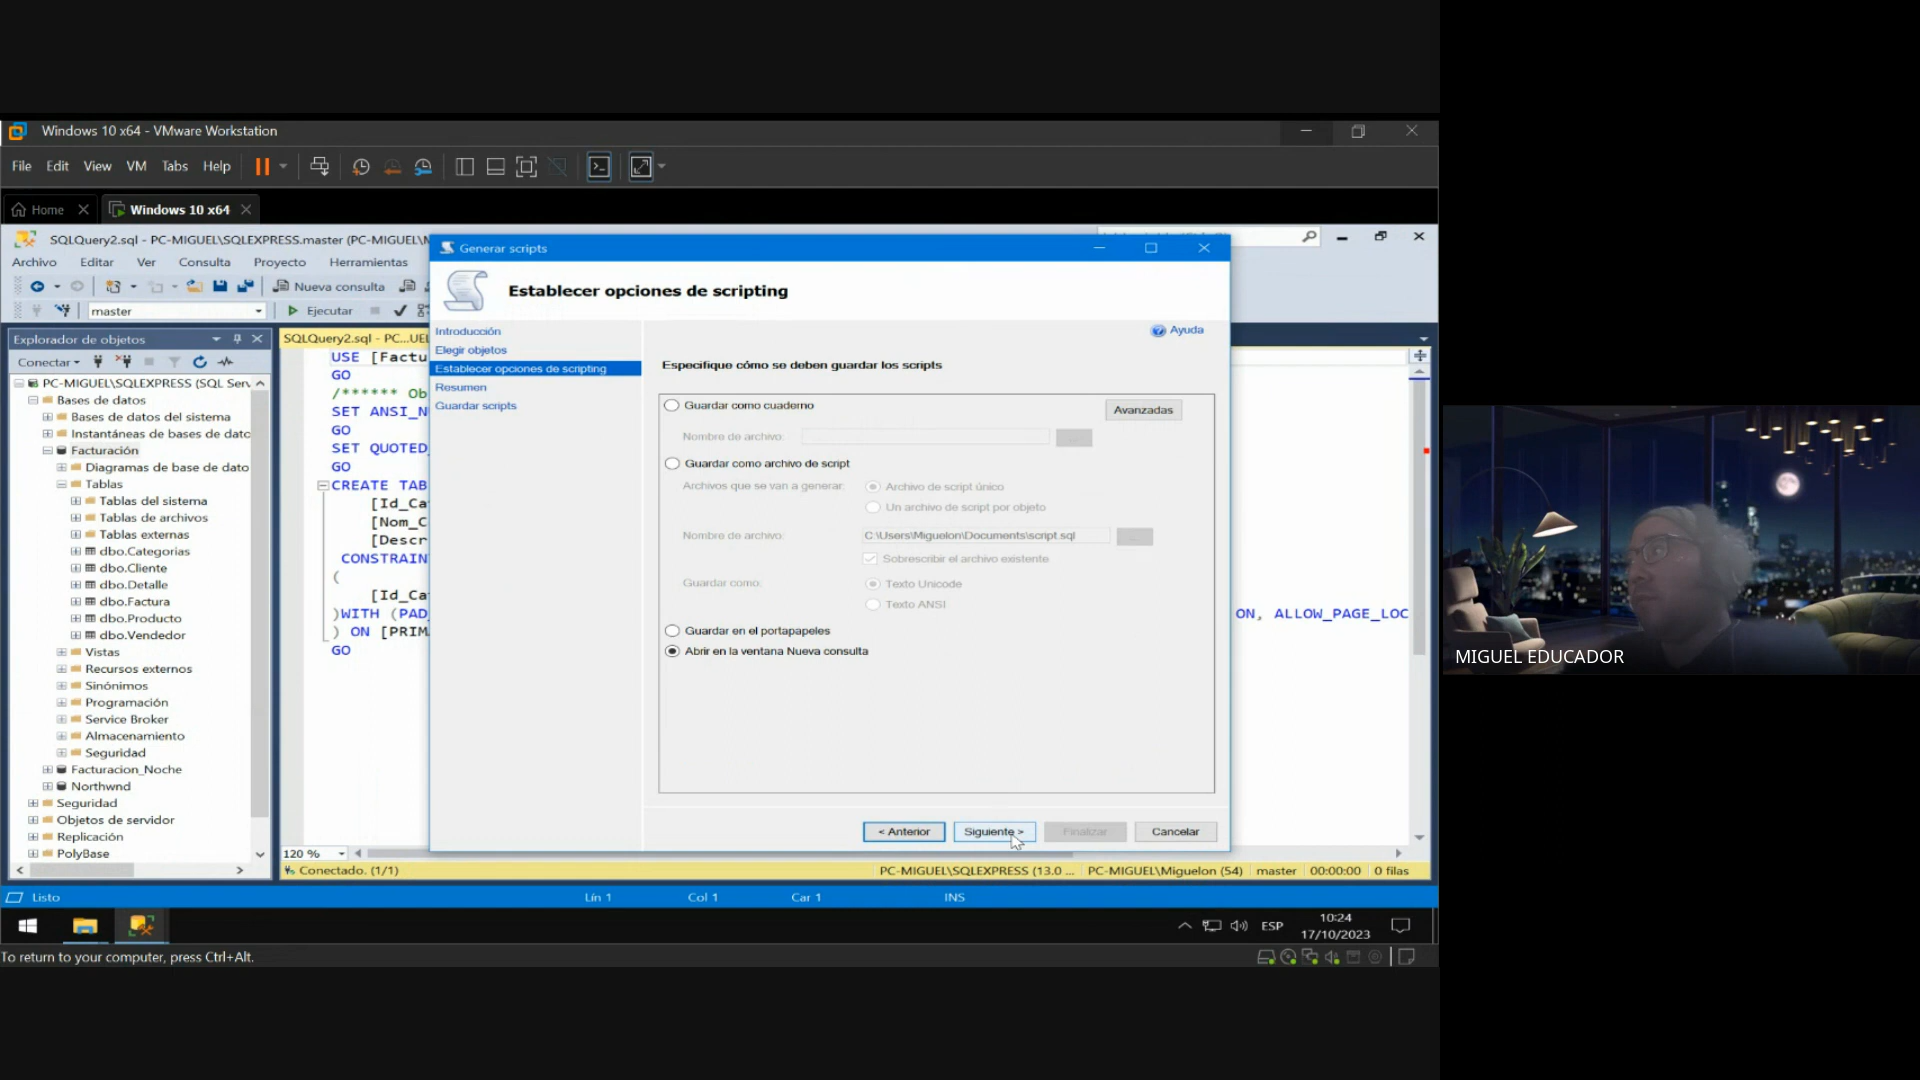 Windows 10 x64 - VMware Workstation
File Edit View VM Tabs Help
Home
Windows 10 x64
SQLQuery2.sql - PC-MIGUEL\SQLEXPRESS.master (PC-MIGUEL\M
Archivo Editar Ver Consulta Proyecto Herramientas
Nueva consulta
master
Ejecutar
Explorador de objetos
Conectar
PC-MIGUEL\SQLEXPRESS (SQL Serv
Bases de datos
Bases de datos del sistema
Instantáneas de bases de dato
Facturación
Diagramas de base de dato
Tablas
Tablas del sistema
Tablas de archivos
Tablas externas
dbo.Categorias
dbo.Cliente
dbo.Detalle
dbo.Factura
dbo.Producto
dbo.Vendedor
Vistas
Recursos externos
Sinónimos
Programación
Service Broker
Almacenamiento
Seguridad
Facturacion_Noche
Northwnd
Seguridad
Objetos de servidor
Replicación
PolyBase
SQLQuery2.sql - PC...UEL
USE [Factu
GO
/****** Ob
SET ANSI_N
GO
SET QUOTED
GO
CREATE TAB
[Id_Ca
[Nom_C
[Descr
CONSTRAIN
(
[Id_Ca
)WITH (PAD_
ON, ALLOW_PAGE_LOC
) ON [PRIM
GO
120 %
Conectado. (1/1)
PC-MIGUEL\SQLEXPRESS (13.0 ...
PC-MIGUEL\Miguelon (54)
master
00:00:00
0 filas
Generar scripts
Establecer opciones de scripting
Introducción
Elegir objetos
Establecer opciones de scripting
Resumen
Guardar scripts
Ayuda
Especifique cómo se deben guardar los scripts
Guardar como cuaderno
Avanzadas
Nombre de archivo:
...
Guardar como archivo de script
Archivos que se van a generar:
Archivo de script único
Un archivo de script por objeto
Nombre de archivo:
C:\Users\Miguelon\Documents\script.sql
...
Sobrescribir el archivo existente
Guardar como:
Texto Unicode
Texto ANSI
Guardar en el portapapeles
Abrir en la ventana Nueva consulta
< Anterior
Siguiente >
Finalizar
Cancelar
Listo
Lín 1
Col 1
Car 1
INS
ESP
10:24
17/10/2023
To return to your computer, press Ctrl+Alt.
MIGUEL EDUCADOR